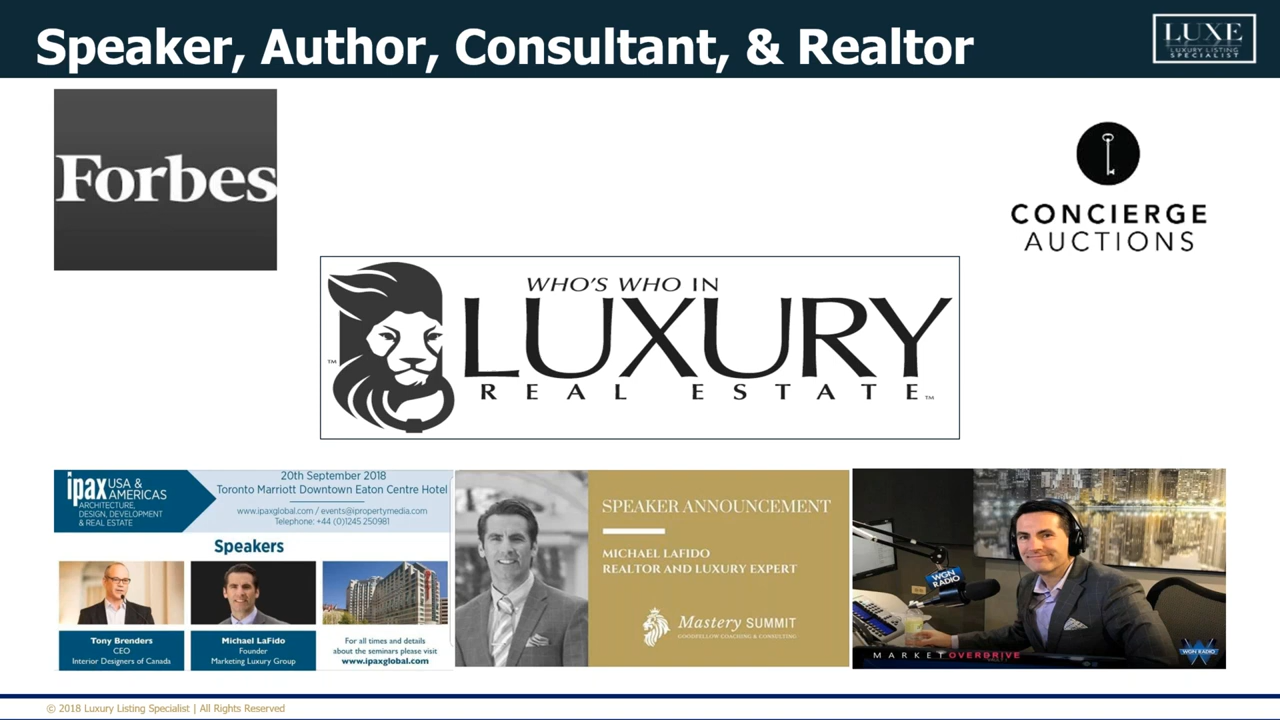 Speaker, Author, Consultant, & Realtor
LUXE
LUXURY LISTING
SPECIALIST
Forbes
CONCIERGE
AUCTIONS
WHO'S WHO IN
LUXURY
REAL ESTATE™
™
ipax USA &
AMERICAS
ARCHITECTURE,
DESIGN, DEVELOPMENT
& REAL ESTATE
20th September 2018
Toronto Marriott Downtown Eaton Centre Hotel
www.ipaxglobal.com / events@ipropertymedia.com
Telephone: +44 (0)1245 250981
Speakers
Tony Brenders
CEO
Interior Designers of Canada
Michael LaFido
Founder
Marketing Luxury Group
For all times and details
about the seminars please visit
www.ipaxglobal.com
SPEAKER ANNOUNCEMENT
MICHAEL LAFIDO
REALTOR AND LUXURY EXPERT
Mastery SUMMIT
GOODFELLOW COACHING & CONSULTING
WGN
RADIO
MARKETOVERDRIVE
WGN RADIO
© 2018 Luxury Listing Specialist | All Rights Reserved